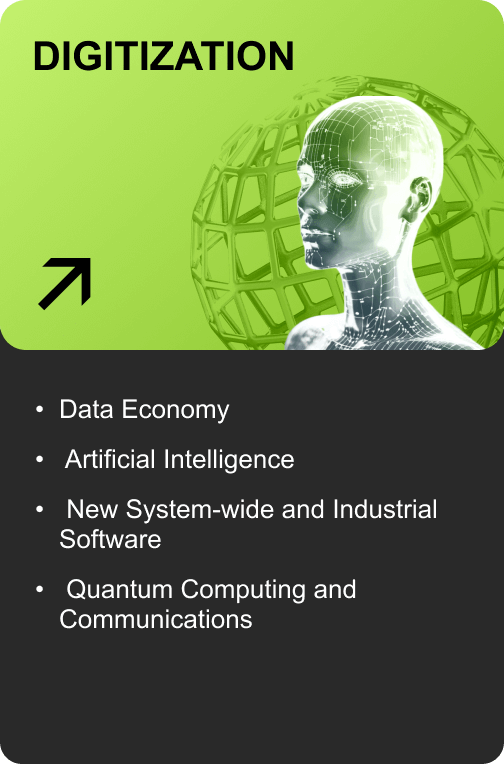 DIGITIZATION
• Data Economy
• Artificial Intelligence
• New System-wide and Industrial
Software
• Quantum Computing and
Communications